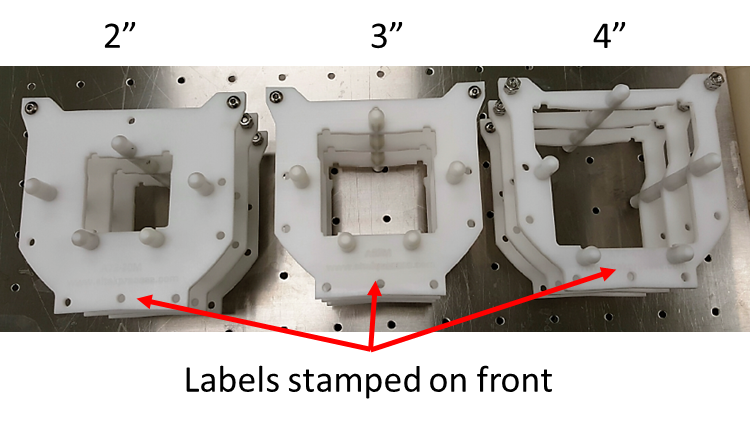 2”
3”
4”
Labels stamped on front